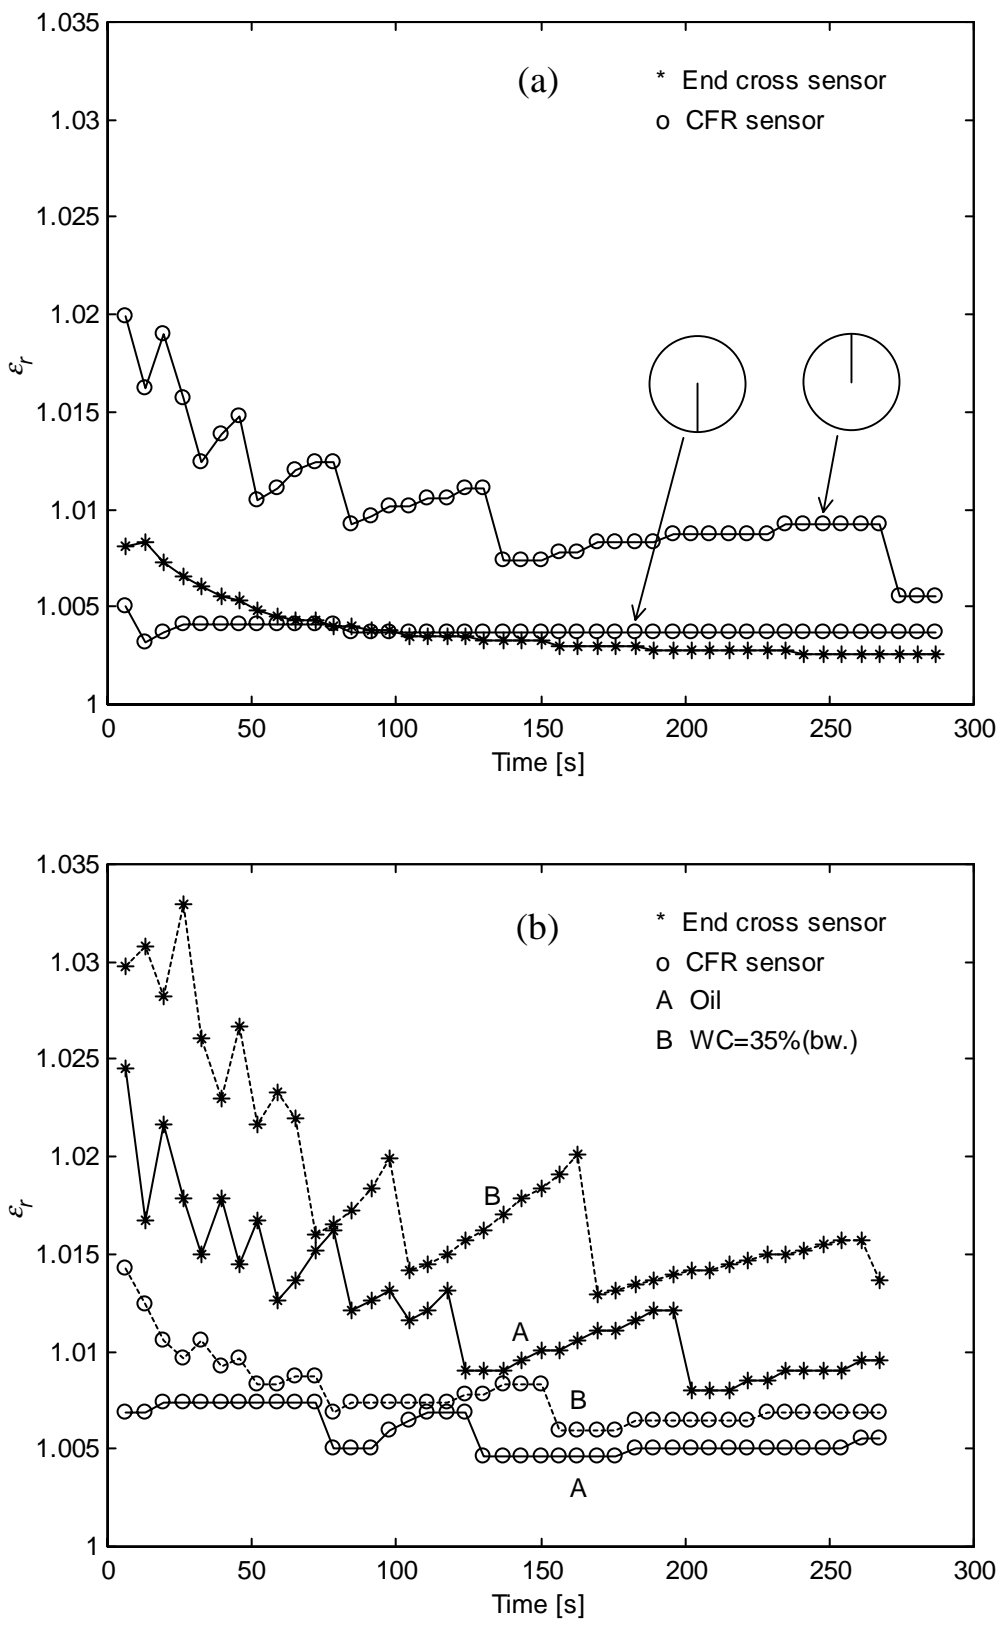 1.035
(a)
* End cross sensor
o CFR sensor
1.03
1.025
1.02
εr
1.015
1.01
1.005
1
0 50 100 150 200 250 300
Time [s]
1.035
(b)
* End cross sensor
o CFR sensor
A Oil
B WC=35%(bw.)
1.03
1.025
1.02
εr
B
1.015
A
1.01
B
1.005
A
1
0 50 100 150 200 250 300
Time [s]